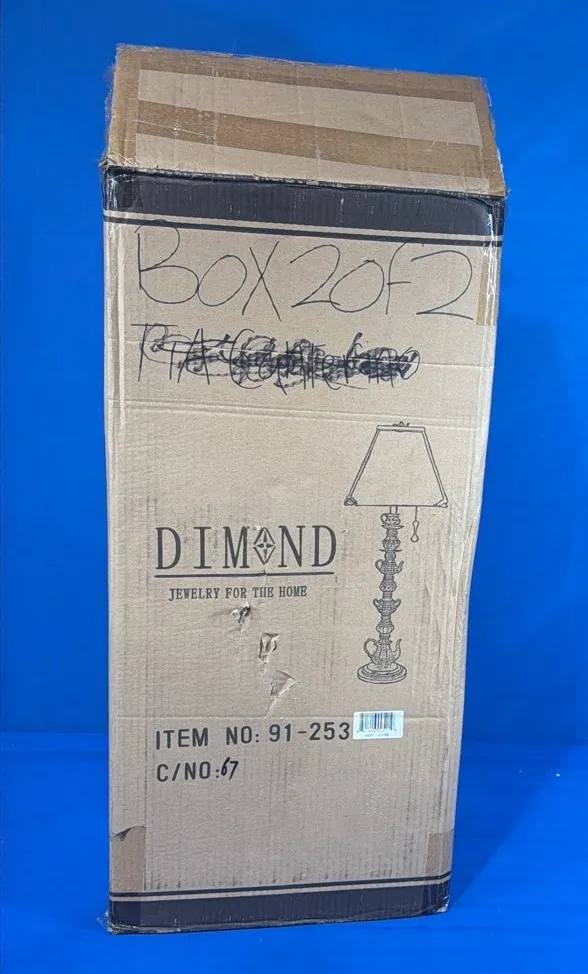 BOX 2 of 2
DIMOND
JEWELRY FOR THE HOME
ITEM NO: 91-253
C/NO: 67